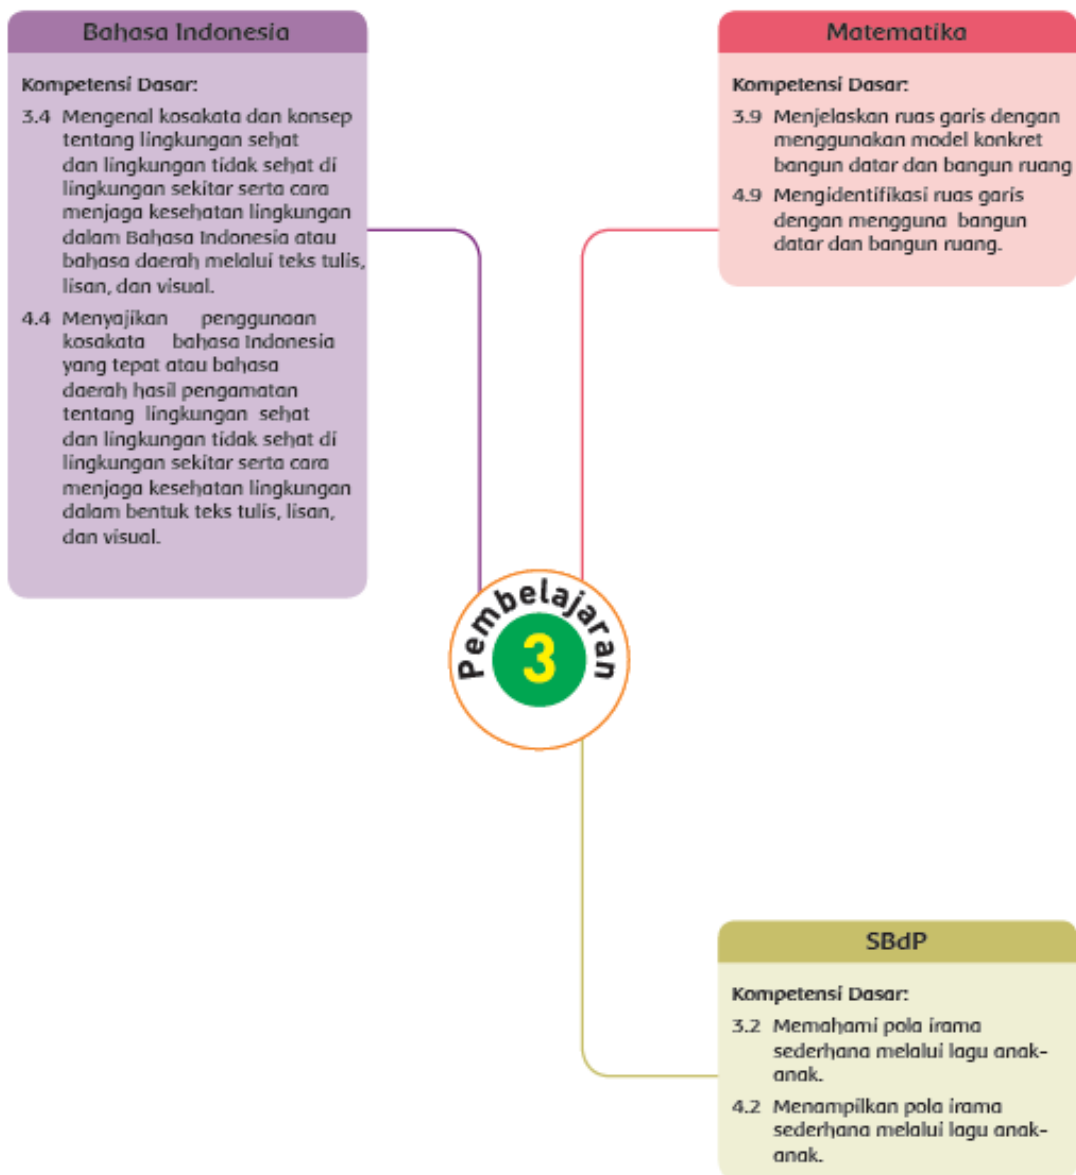 Bahasa Indonesia
Kompetensi Dasar:
3.4 Mengenal kosakata dan konsep
tentang lingkungan sehat
dan lingkungan tidak sehat di
lingkungan sekitar serta cara
menjaga kesehatan lingkungan
dalam Bahasa Indonesia atau
bahasa daerah melalui teks tulis,
lisan, dan visual.
4.4 Menyajikan penggunaan
kosakata bahasa Indonesia
yang tepat atau bahasa
daerah hasil pengamatan
tentang lingkungan sehat
dan lingkungan tidak sehat di
lingkungan sekitar serta cara
menjaga kesehatan lingkungan
dalam bentuk teks tulis, lisan,
dan visual.
Matematika
Kompetensi Dasar:
3.9 Menjelaskan ruas garis dengan
menggunakan model konkret
bangun datar dan bangun ruang
4.9 Mengidentifikasi ruas garis
dengan mengguna bangun
datar dan bangun ruang.
Pembelajaran
3
SBdP
Kompetensi Dasar:
3.2 Memahami pola irama
sederhana melalui lagu anak-
anak.
4.2 Menampilkan pola irama
sederhana melalui lagu anak-
anak.